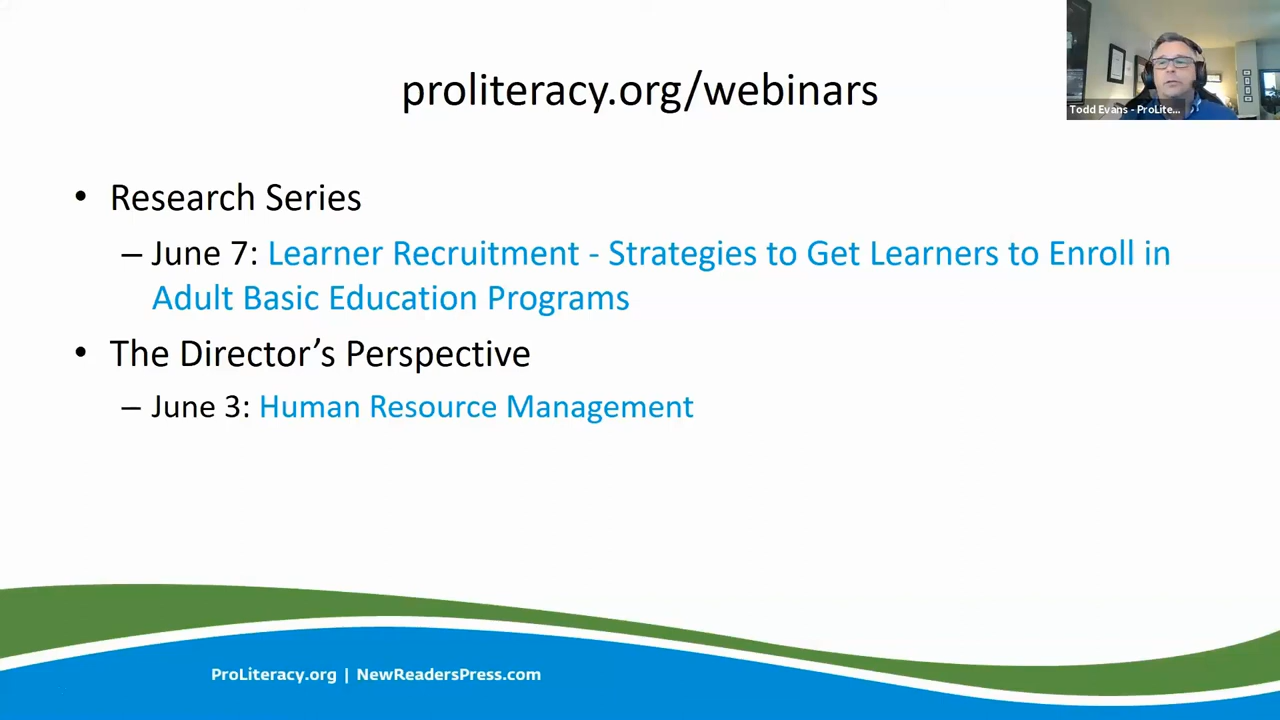 proliteracy.org/webinars
Todd Evans - ProLite...
• Research Series
– June 7: Learner Recruitment - Strategies to Get Learners to Enroll in
Adult Basic Education Programs
• The Director’s Perspective
– June 3: Human Resource Management
ProLiteracy.org | NewReadersPress.com